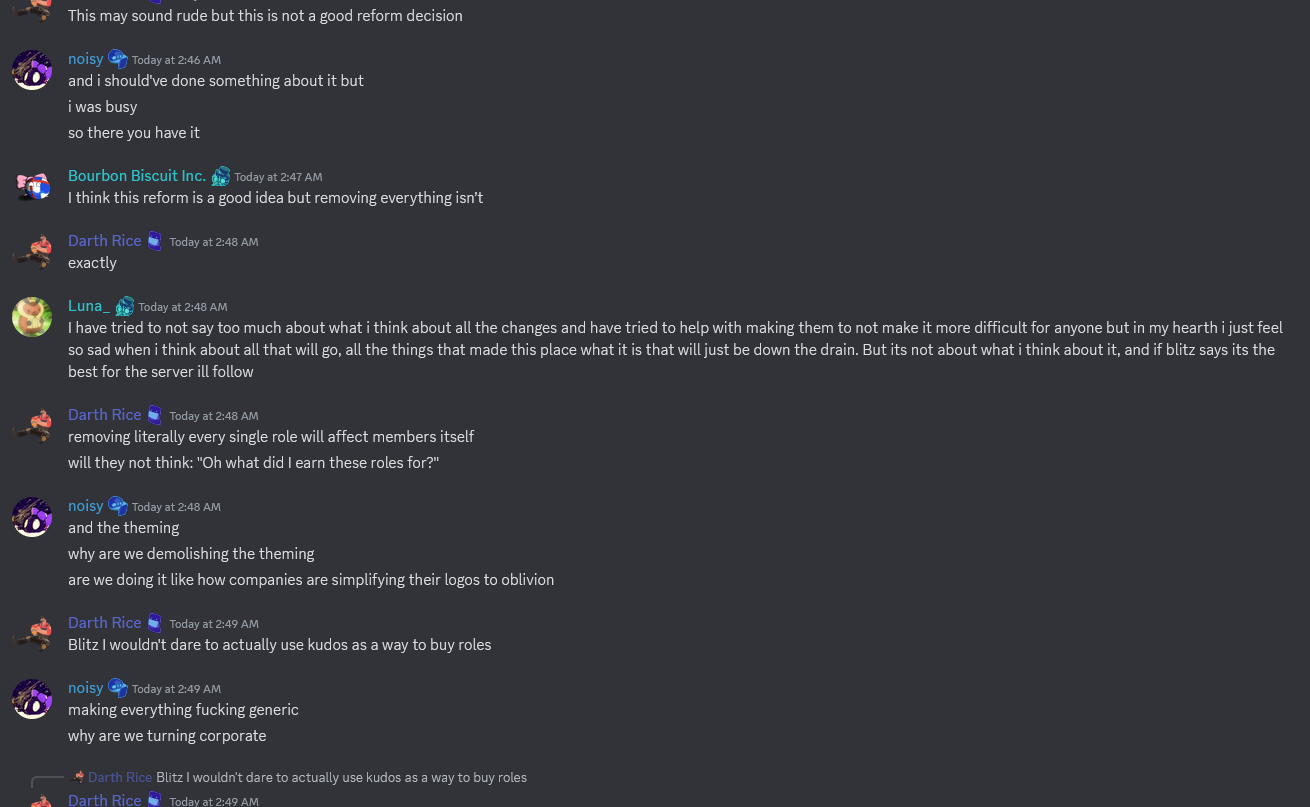 This may sound rude but this is not a good reform decision
noisy Today at 2:46 AM
and i should've done something about it but
i was busy
so there you have it
Bourbon Biscuit Inc. Today at 2:47 AM
I think this reform is a good idea but removing everything isn't
Darth Rice Today at 2:48 AM
exactly
Luna_ Today at 2:48 AM
I have tried to not say too much about what i think about all the changes and have tried to help with making them to not make it more difficult for anyone but in my hearth i just feel
so sad when i think about all that will go, all the things that made this place what it is that will just be down the drain. But its not about what i think about it, and if blitz says its the
best for the server ill follow
Darth Rice Today at 2:48 AM
removing literally every single role will affect members itself
will they not think: "Oh what did I earn these roles for?"
noisy Today at 2:48 AM
and the theming
why are we demolishing the theming
are we doing it like how companies are simplifying their logos to oblivion
Darth Rice Today at 2:49 AM
Blitz I wouldn't dare to actually use kudos as a way to buy roles
noisy Today at 2:49 AM
making everything fucking generic
why are we turning corporate
Darth Rice Blitz I wouldn't dare to actually use kudos as a way to buy roles
Darth Rice Today at 2:49 AM